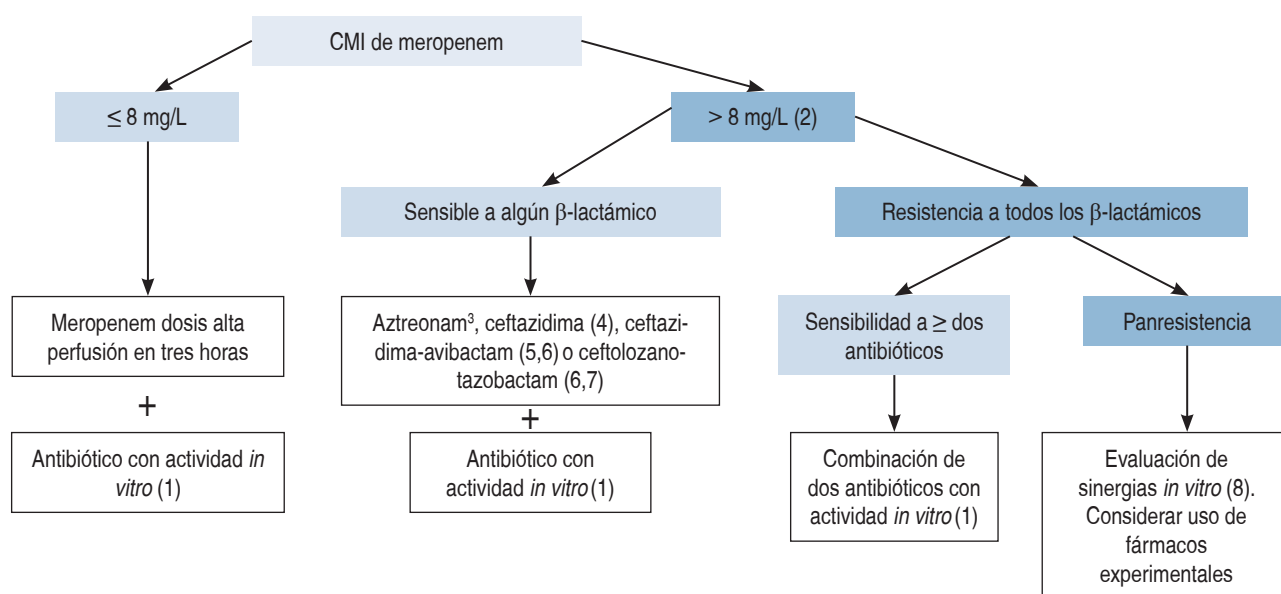 CMI de meropenem
≤ 8 mg/L
> 8 mg/L (2)
Sensible a algún β-lactámico
Resistencia a todos los β-lactámicos
Meropenem dosis alta
perfusión en tres horas
+
Antibiótico con actividad in
vitro (1)
Aztreonam³, ceftazidima (4), ceftazi-
dima-avibactam (5,6) o ceftolozano-
tazobactam (6,7)
+
Antibiótico con
actividad in vitro (1)
Sensibilidad a ≥ dos
antibióticos
Combinación de
dos antibióticos con
actividad in vitro (1)
Panresistencia
Evaluación de
sinergias in vitro (8).
Considerar uso de
fármacos
experimentales